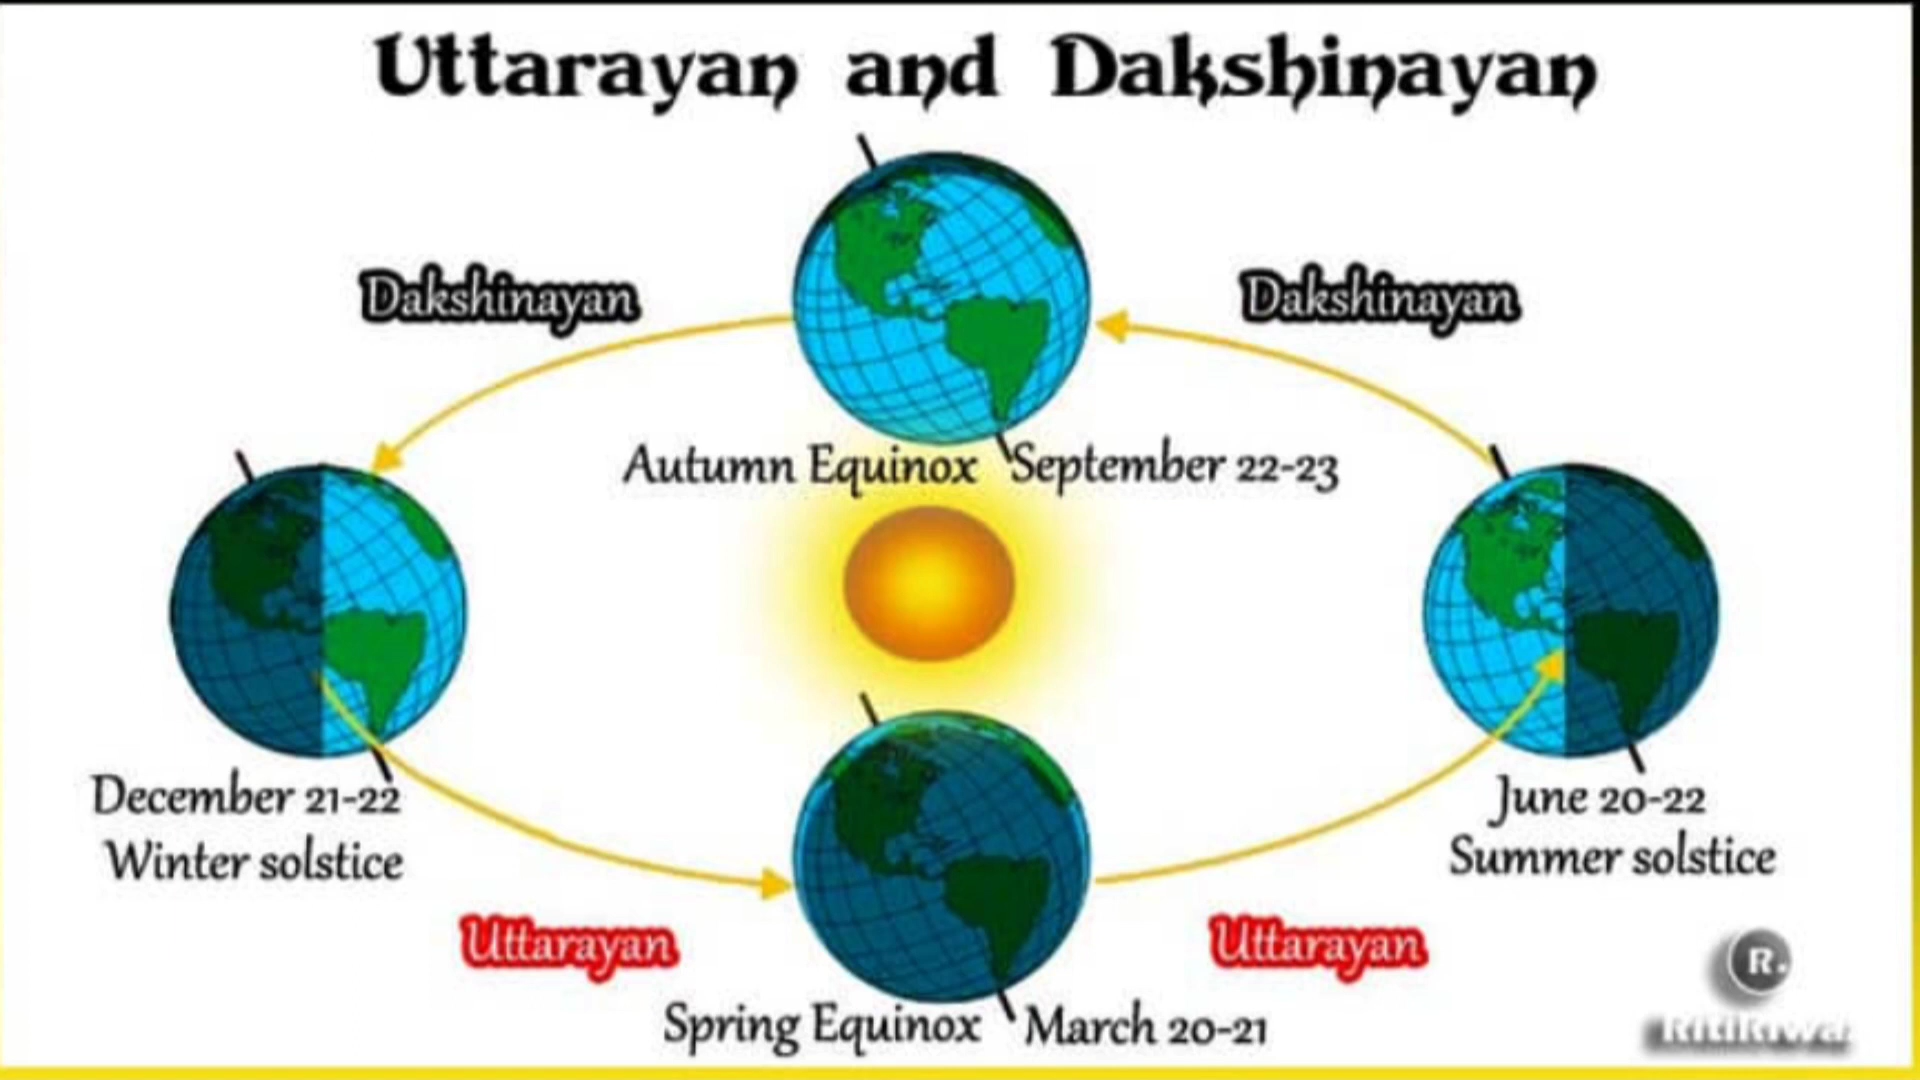 Uttarayan and Dakshinayan
Dakshinayan
Dakshinayan
Autumn Equinox September 22-23
December 21-22
Winter solstice
June 20-22
Summer solstice
Uttarayan
Uttarayan
Spring Equinox March 20-21
R.